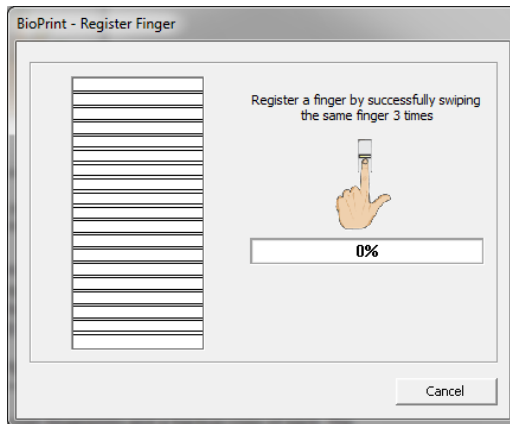 BioPrint - Register Finger
Register a finger by successfully swiping
the same finger 3 times
0%
Cancel